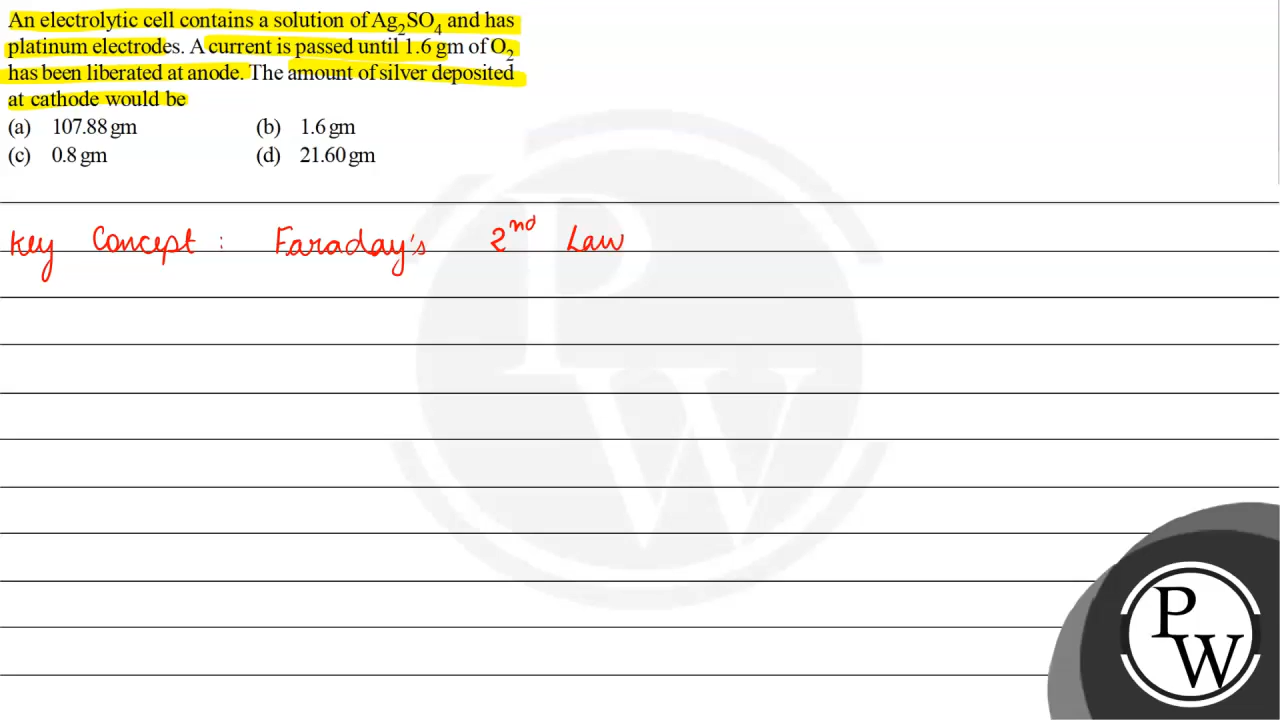 An electrolytic cell contains a solution of Ag₂SO₄ and has
platinum electrodes. A current is passed until 1.6 gm of O₂
has been liberated at anode. The amount of silver deposited
at cathode would be
(a) 107.88 gm (b) 1.6 gm
(c) 0.8 gm (d) 21.60 gm
Key Concept : Faraday's 2nd Law
PW
PW